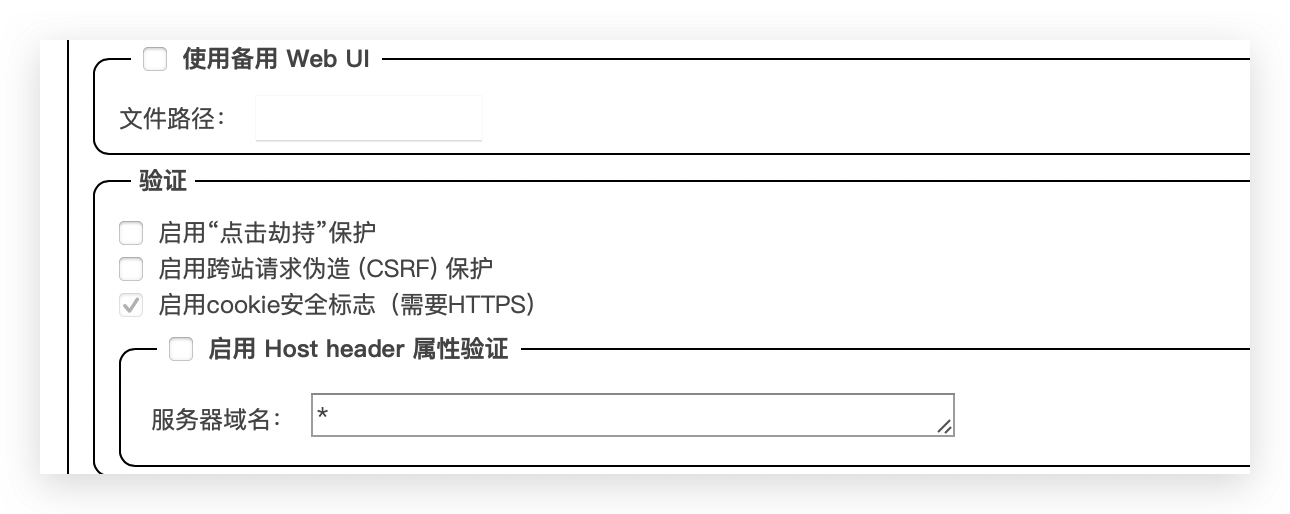 使用备用 Web UI
文件路径：
验证
启用“点击劫持”保护
启用跨站请求伪造 (CSRF) 保护
启用cookie安全标志（需要HTTPS）
启用 Host header 属性验证
服务器域名： *